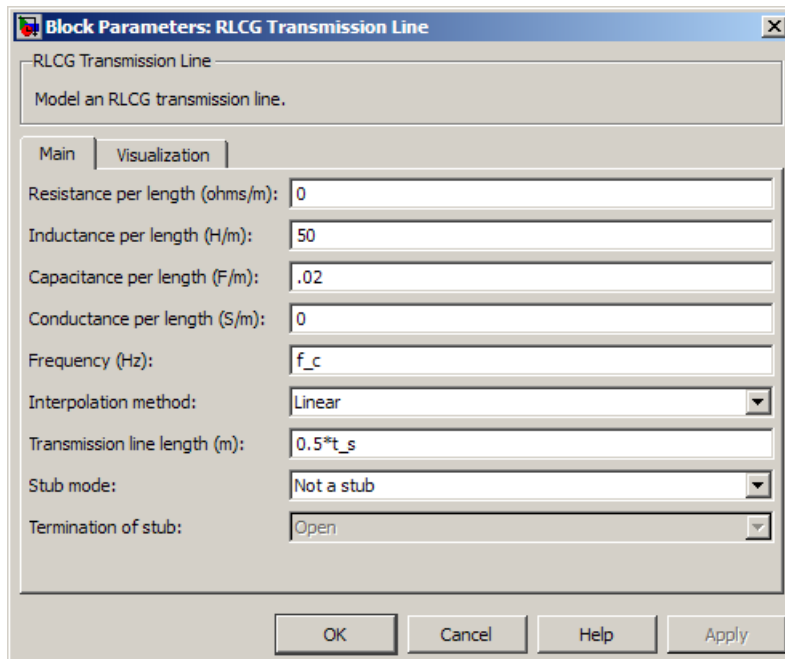 Block Parameters: RLCG Transmission Line
RLCG Transmission Line
Model an RLCG transmission line.
Main Visualization
Resistance per length (ohms/m): 0
Inductance per length (H/m): 50
Capacitance per length (F/m): .02
Conductance per length (S/m): 0
Frequency (Hz): f_c
Interpolation method: Linear
Transmission line length (m): 0.5*t_s
Stub mode: Not a stub
Termination of stub: Open
OK Cancel Help Apply